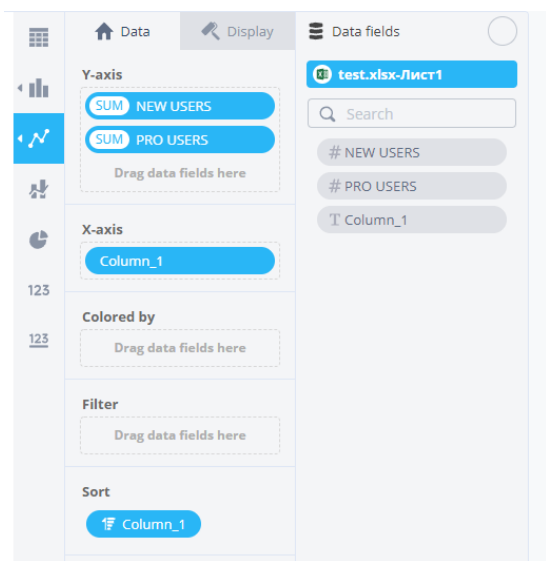 Data
Display
Data fields
Y-axis
SUM NEW USERS
SUM PRO USERS
Drag data fields here
X-axis
Column_1
Colored by
Drag data fields here
Filter
Drag data fields here
Sort
Column_1
123
123
test.xlsx-Лист1
Search
# NEW USERS
# PRO USERS
T Column_1